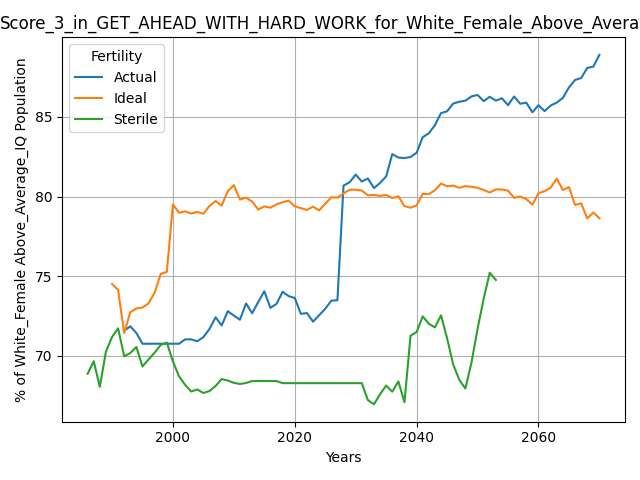 Score_3_in_GET_AHEAD_WITH_HARD_WORK_for_White_Female_Above_Avera
Fertility
Actual
Ideal
Sterile
% of White_Female Above_Average_IQ Population
85
80
75
70
2000
2020
2040
2060
Years